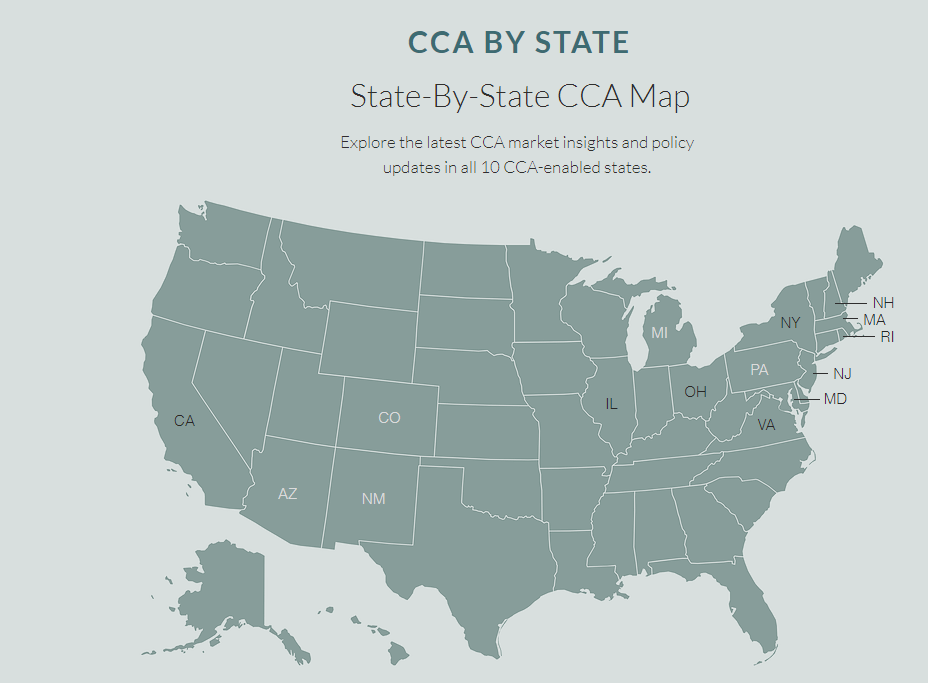 CCA BY STATE
State-By-State CCA Map
Explore the latest CCA market insights and policy
updates in all 10 CCA-enabled states.
NH
MA
RI
NY
MI
PA
NJ
OH
MD
IL
CO
CA
VA
AZ
NM